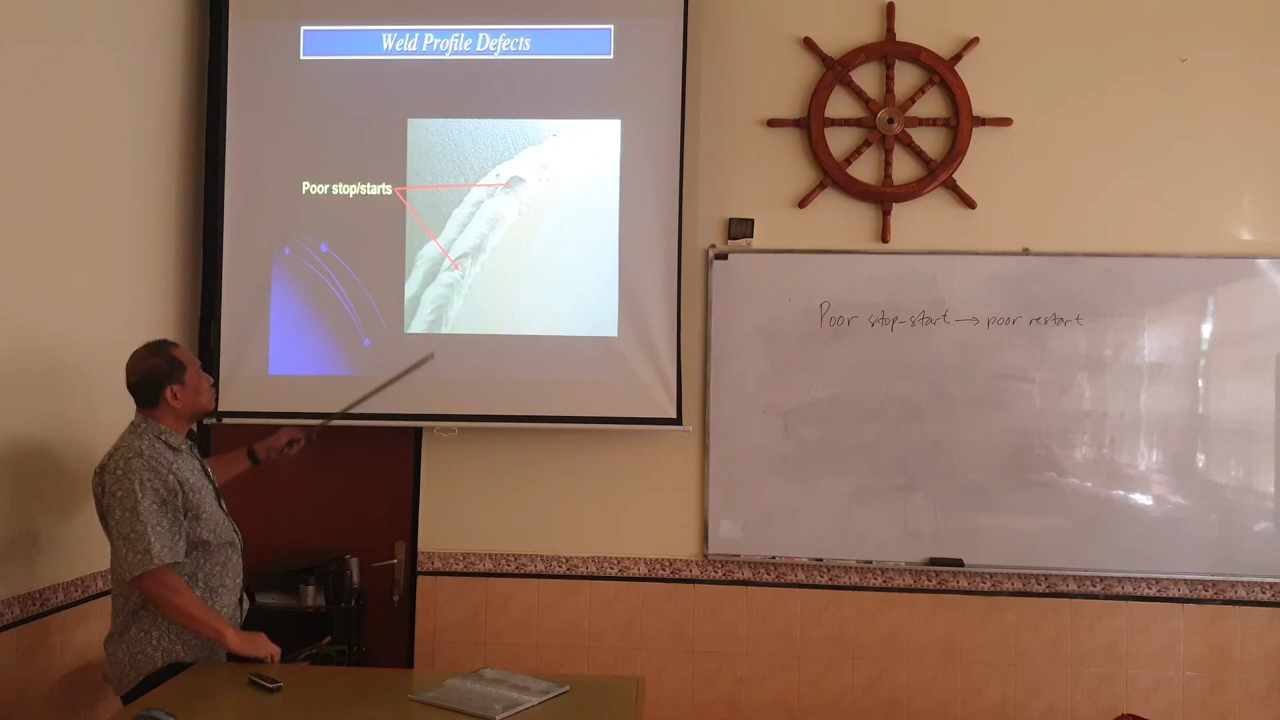 Weld Profile Defects
Poor stop/starts
Poor stop-start → poor restart